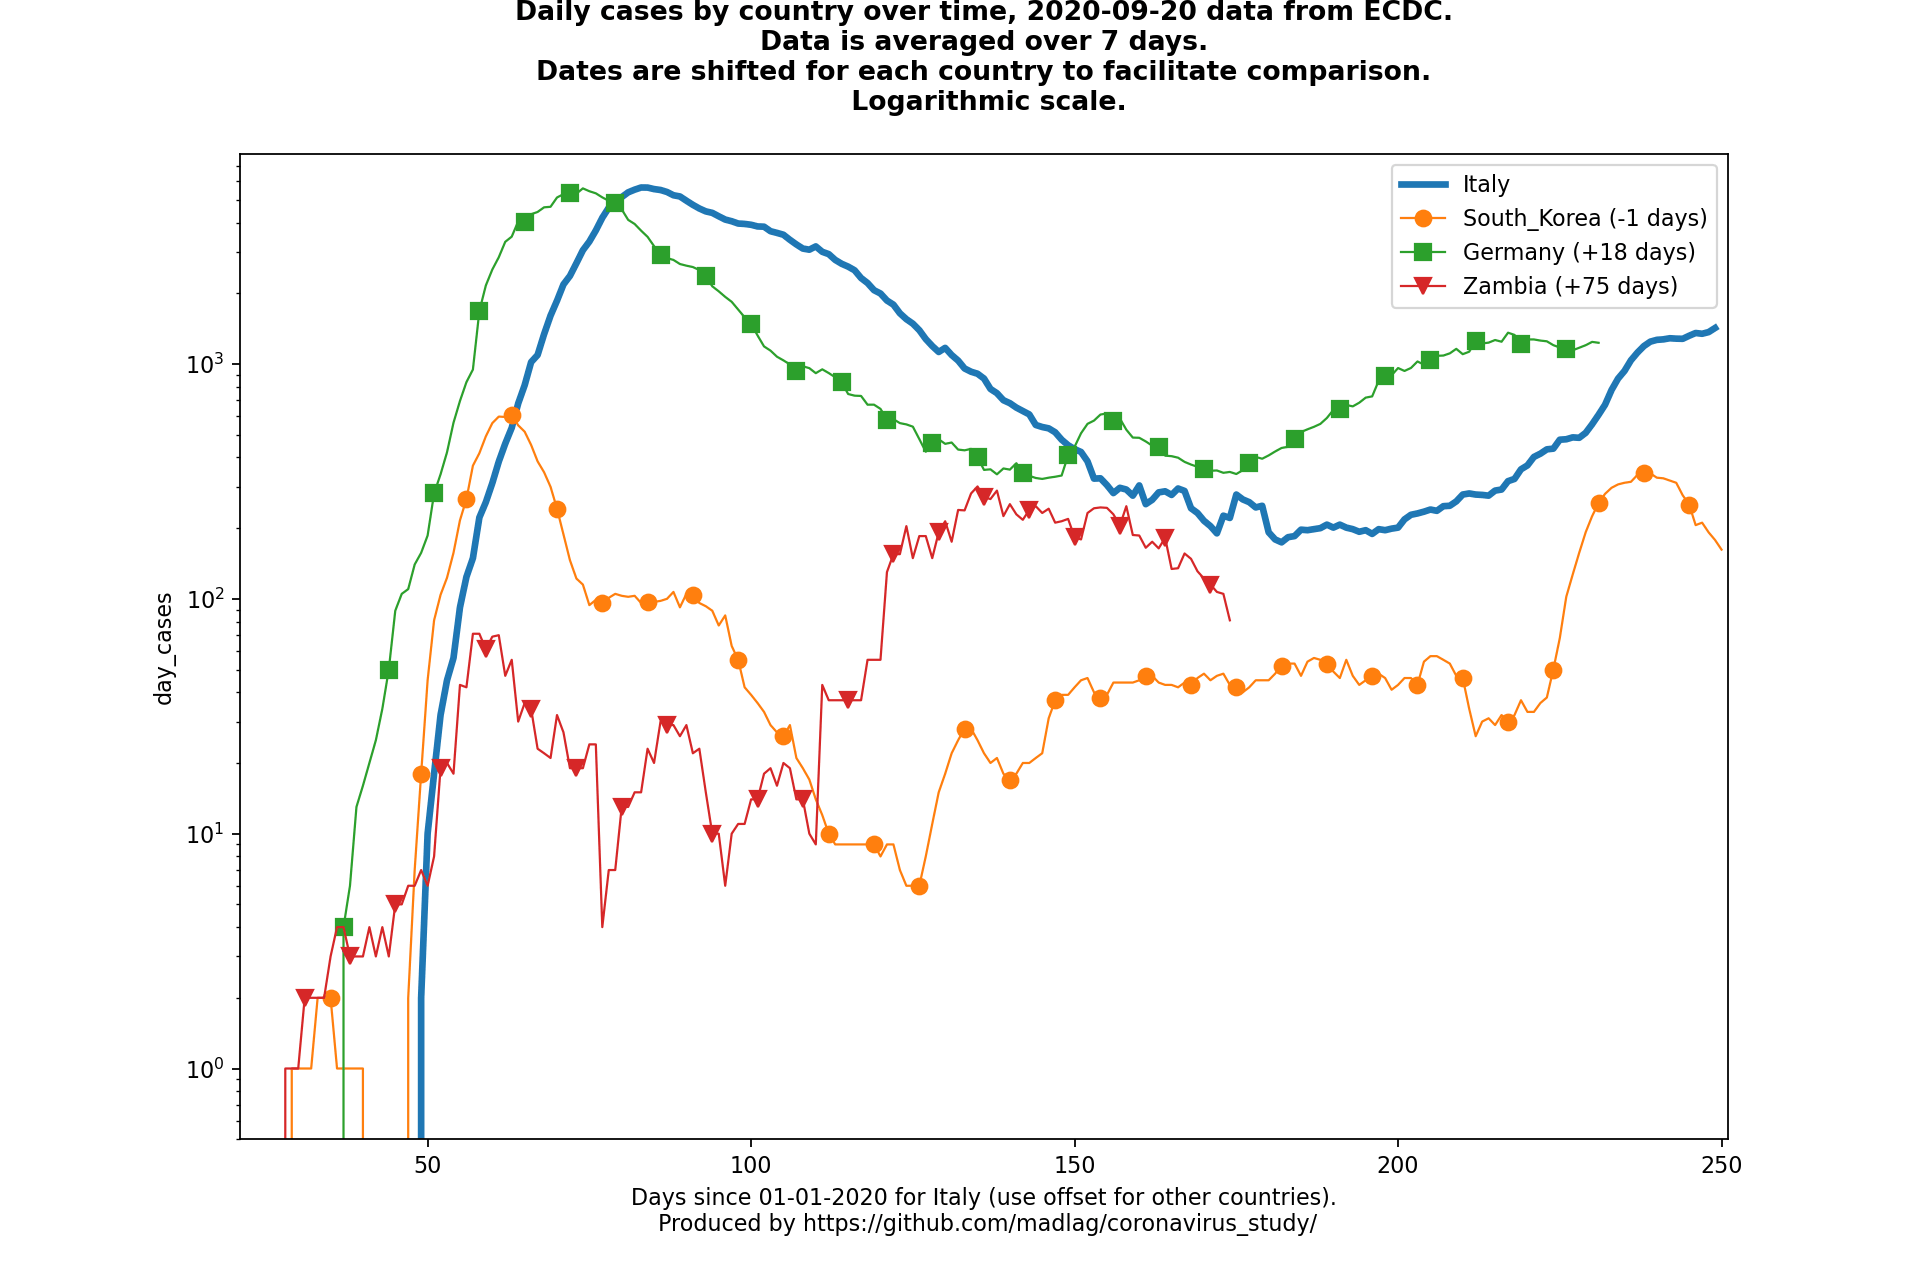 Daily cases by country over time, 2020-09-20 data from ECDC.
Data is averaged over 7 days.
Dates are shifted for each country to facilitate comparison.
Logarithmic scale.
Italy
South_Korea (-1 days)
Germany (+18 days)
Zambia (+75 days)
day_cases
10³
10²
10¹
10⁰
50
100
150
200
250
Days since 01-01-2020 for Italy (use offset for other countries).
Produced by https://github.com/madlag/coronavirus_study/